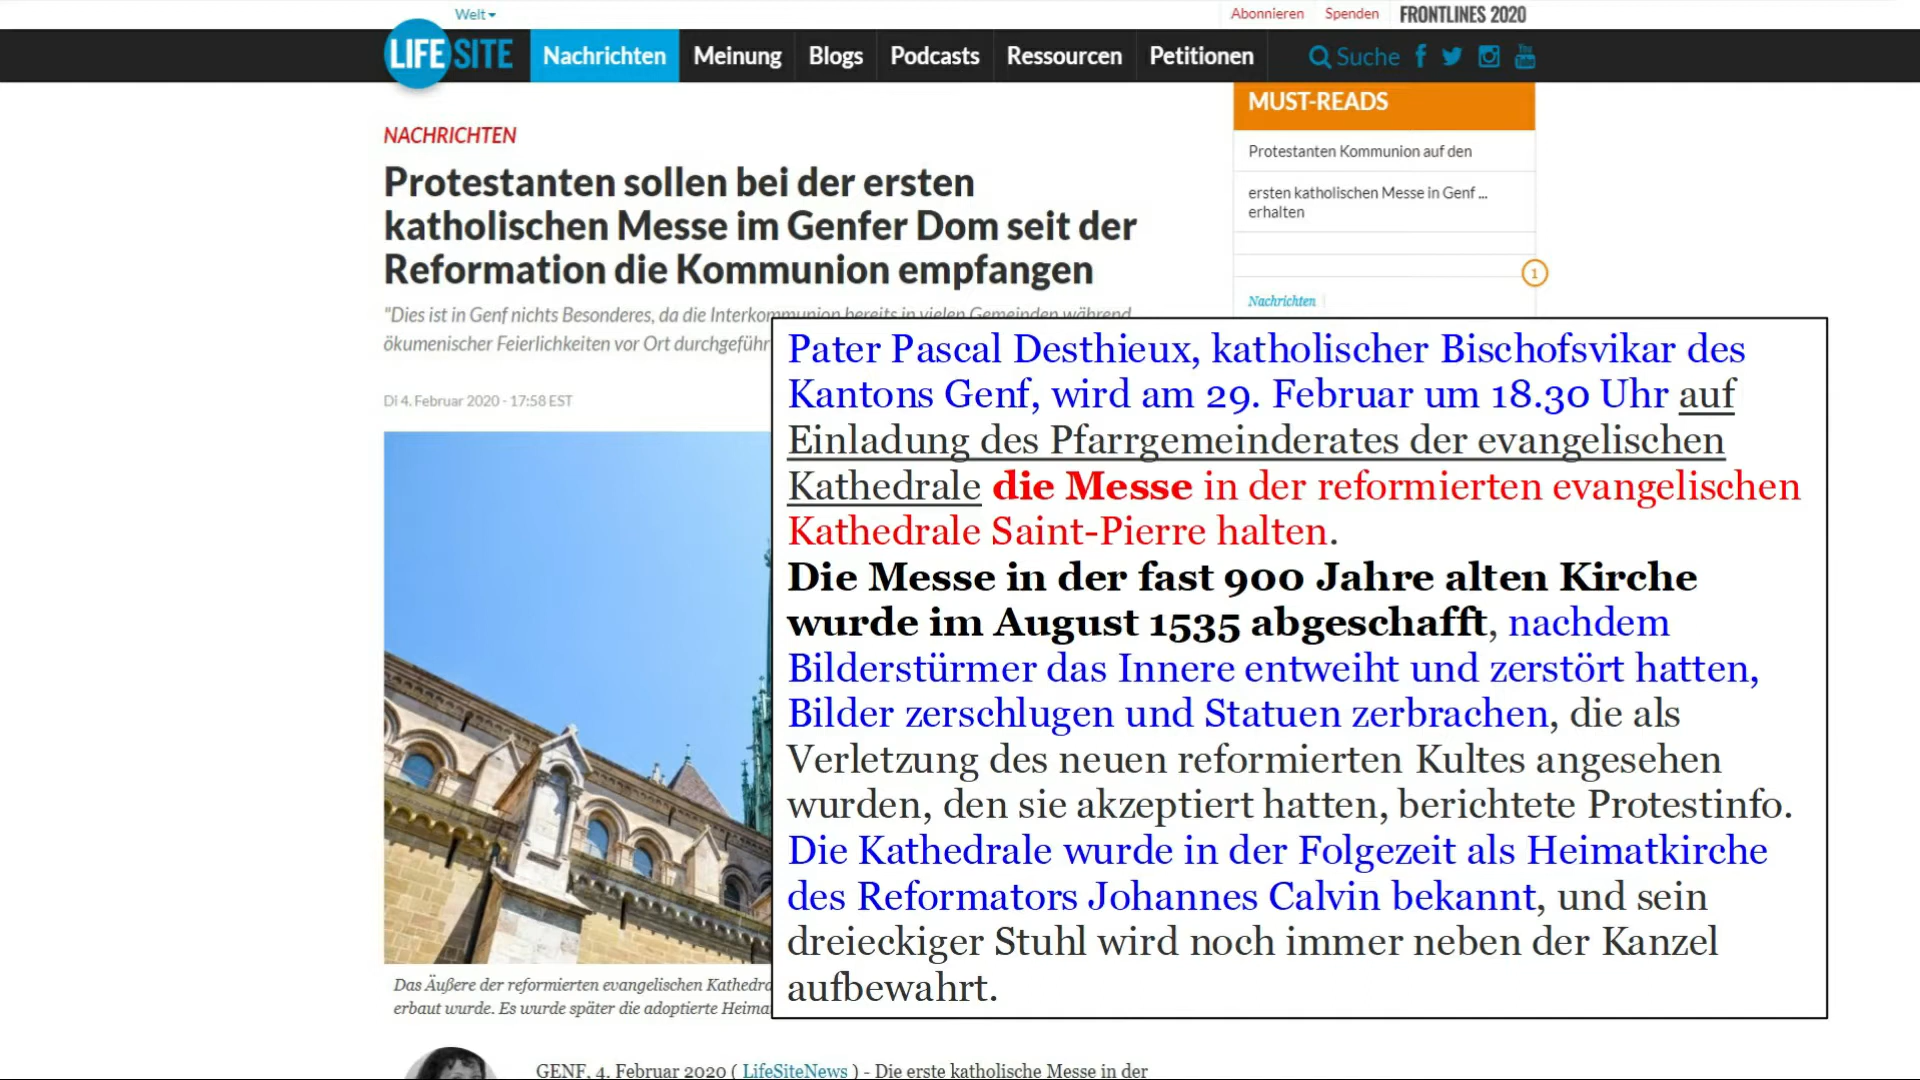 Welt
Abonnieren
Spenden
FRONTLINES 2020
LIFESITE
Nachrichten
Meinung
Blogs
Podcasts
Ressourcen
Petitionen
Suche
You
MUST-READS
Protestanten Kommunion auf den
ersten katholischen Messe in Genf ...
erhalten
1
Nachrichten
NACHRICHTEN
Protestanten sollen bei der ersten
katholischen Messe im Genfer Dom seit der
Reformation die Kommunion empfangen
"Dies ist in Genf nichts Besonderes, da die Interkommunion bereits in vielen Gemeinden während
ökumenischer Feierlichkeiten vor Ort durchgeführ
Di 4. Februar 2020 - 17:58 EST
Pater Pascal Desthieux, katholischer Bischofsvikar des
Kantons Genf, wird am 29. Februar um 18.30 Uhr auf
Einladung des Pfarrgemeinderates der evangelischen
Kathedrale die Messe in der reformierten evangelischen
Kathedrale Saint-Pierre halten.
Die Messe in der fast 900 Jahre alten Kirche
wurde im August 1535 abgeschafft, nachdem
Bilderstürmer das Innere entweiht und zerstört hatten,
Bilder zerschlugen und Statuen zerbrachen, die als
Verletzung des neuen reformierten Kultes angesehen
wurden, den sie akzeptiert hatten, berichtete Protestinfo.
Die Kathedrale wurde in der Folgezeit als Heimatkirche
des Reformators Johannes Calvin bekannt, und sein
dreieckiger Stuhl wird noch immer neben der Kanzel
aufbewahrt.
Das Äußere der reformierten evangelischen Kathedra
erbaut wurde. Es wurde später die adoptierte Heima
GENF, 4. Februar 2020 ( LifeSiteNews ) - Die erste katholische Messe in der